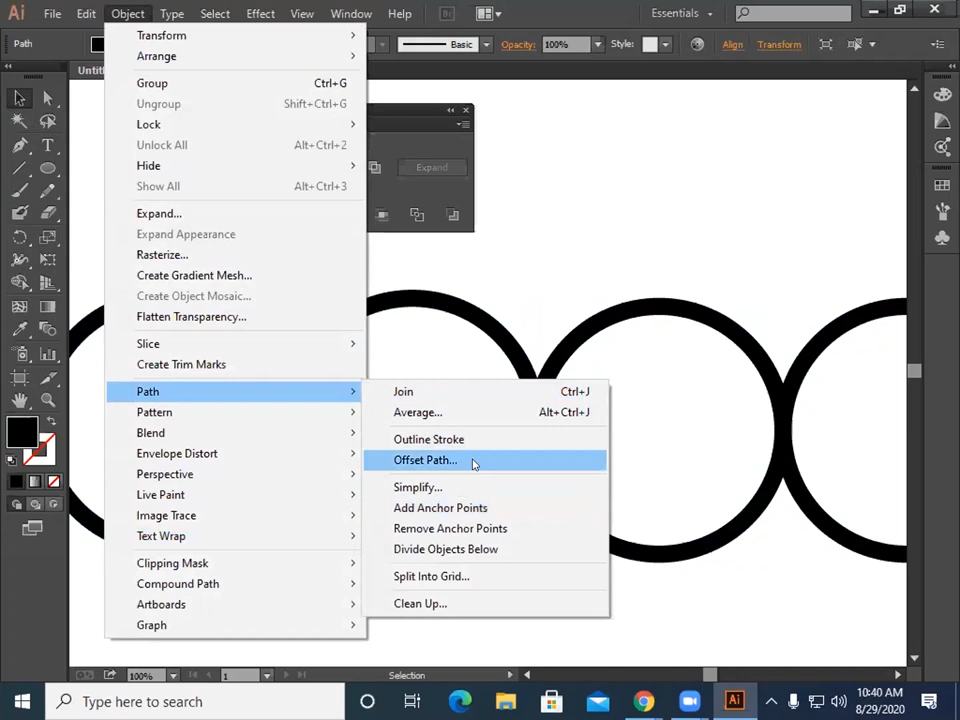 Ai File Edit Object Type Select Effect View Window Help Br Essentials
Path Basic Opacity: 100% Style: Align Transform
Untit
Transform
Arrange
Group Ctrl+G
Ungroup Shift+Ctrl+G
Lock
Unlock All Alt+Ctrl+2
Hide
Show All Alt+Ctrl+3
Expand...
Expand Appearance
Rasterize...
Create Gradient Mesh...
Create Object Mosaic...
Flatten Transparency...
Slice
Create Trim Marks
Path
Pattern
Blend
Envelope Distort
Perspective
Live Paint
Image Trace
Text Wrap
Clipping Mask
Compound Path
Artboards
Graph
Expand
Join Ctrl+J
Average... Alt+Ctrl+J
Outline Stroke
Offset Path...
Simplify...
Add Anchor Points
Remove Anchor Points
Divide Objects Below
Split Into Grid...
Clean Up...
100% 1 Selection
Type here to search Ai 10:40 AM
8/29/2020